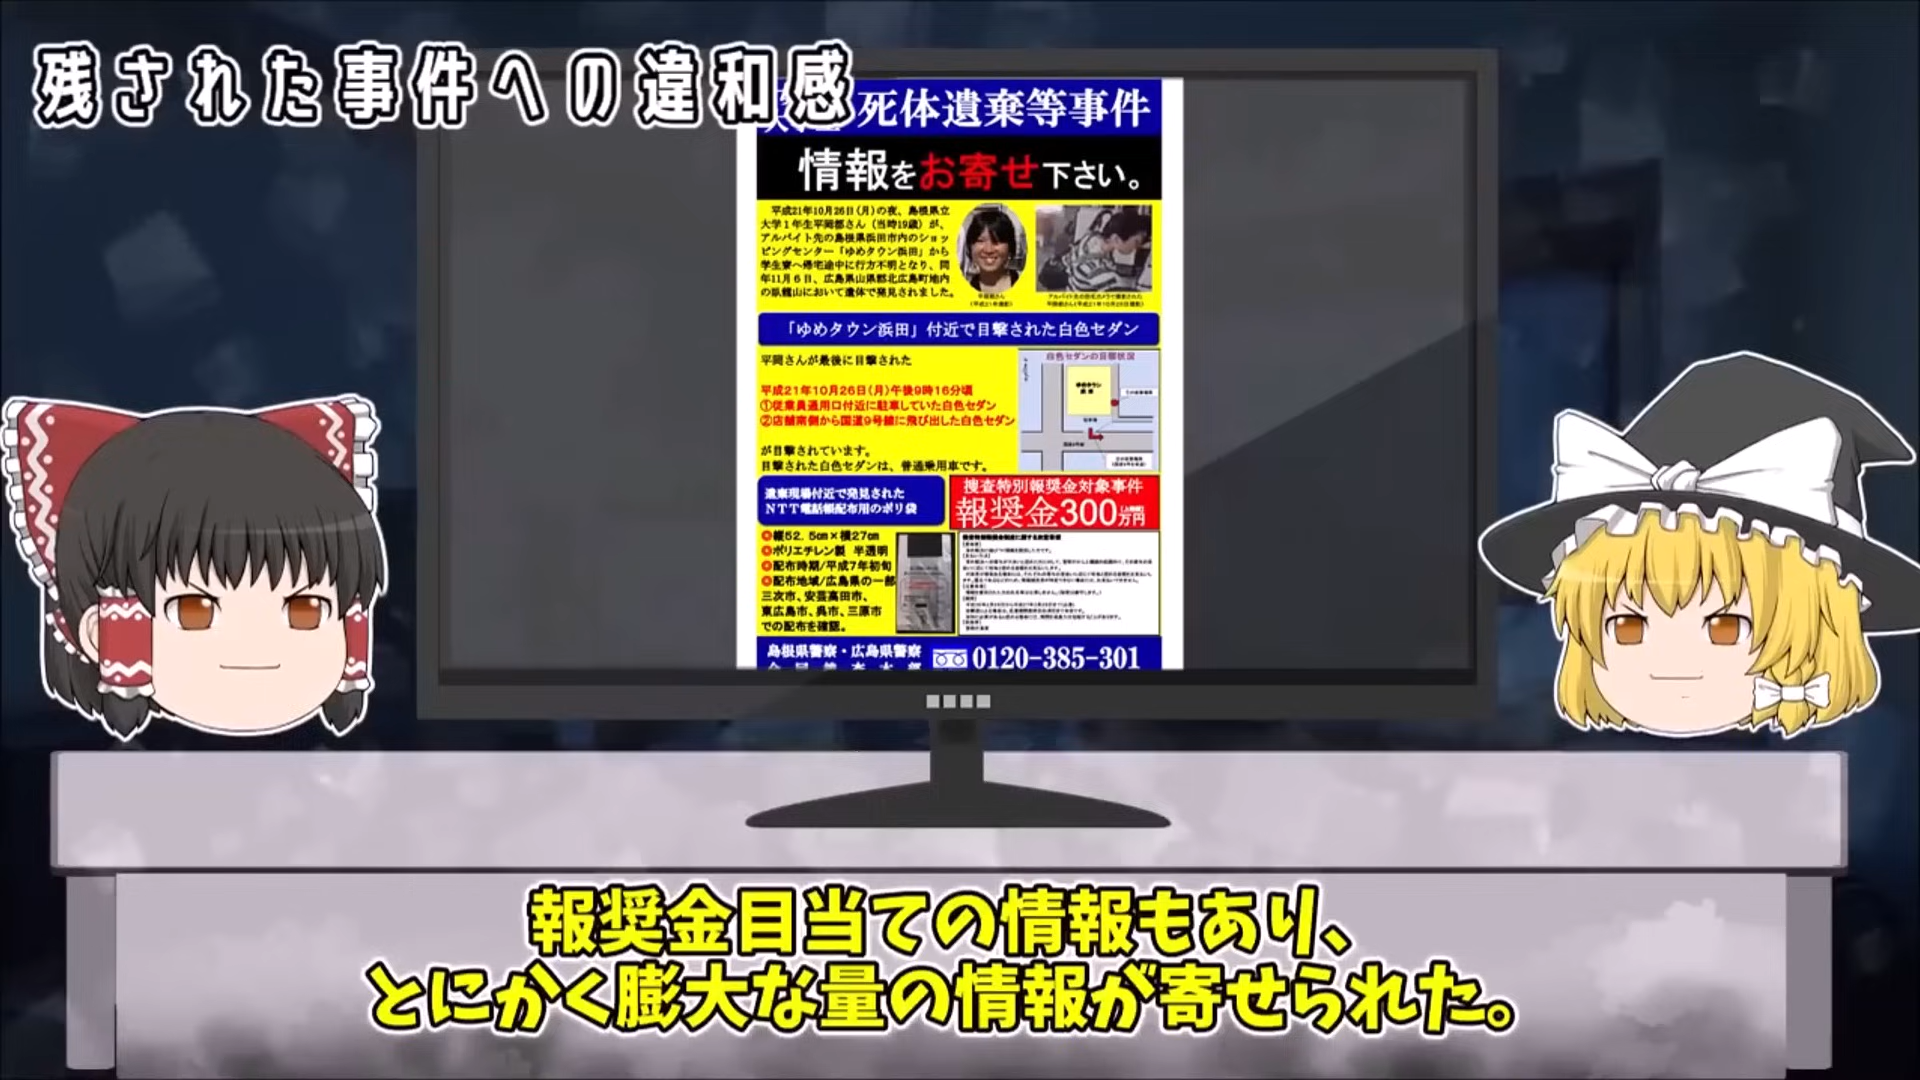 残された事件への違和感
死体遺棄等事件
情報をお寄せ下さい。
平成21年10月26日(月)の夜、島根県立
大学1年生平岡都さん(当時19歳)が、
アルバイト先の島根県浜田市内のショッ
ピングセンター「ゆめタウン浜田」から
学生寮へ帰宅途中に行方不明となり、同
年11月6日、広島県山県郡北広島町地内
の臥龍山において遺体で発見されました。
「ゆめタウン浜田」付近で目撃された白色セダン
平岡さんが最後に目撃された
平成21年10月26日(月)午後9時16分頃
①従業員通用口付近に駐車していた白色セダン
②店舗南側から国道9号線に飛び出した白色セダン
が目撃されています。
目撃された白色セダンは、普通乗用車です。
白色セダンの目撃状況
遺棄現場付近で発見された
NTT電話帳配布用のポリ袋
縦52.5cm×横27cm
ポリエチレン製 半透明
配布時期/平成7年初旬
配布地域/広島県の一部
三次市、安芸高田市、
東広島市、呉市、三原市
での配布を確認。
捜査特別報奨金対象事件
報奨金300万円
島根県警察・広島県警察
0120-385-301
報奨金目当ての情報もあり、
とにかく膨大な量の情報が寄せられた。